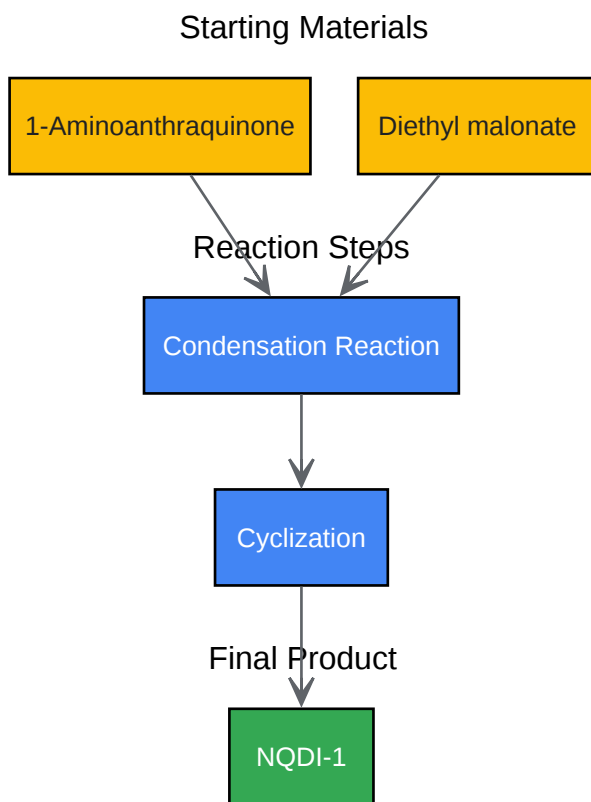 Starting Materials
1-Aminoanthraquinone
Diethyl malonate
Reaction Steps
Condensation Reaction
Cyclization
Final Product
NQDI-1